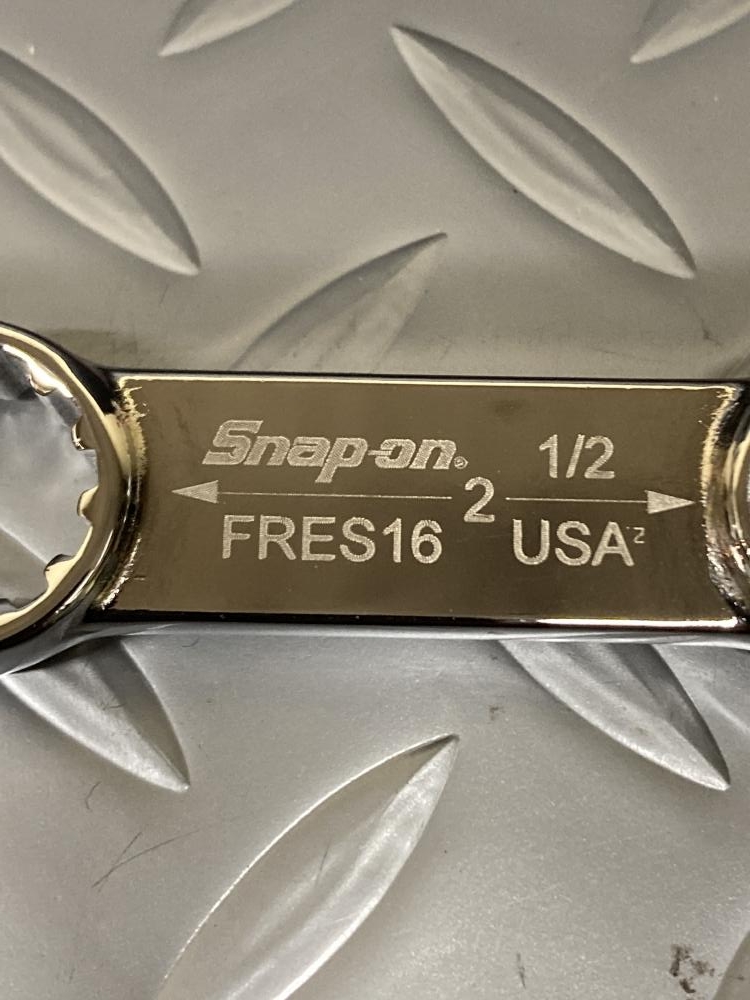 Snap-on® 1/2
2
FRES16 USA Z